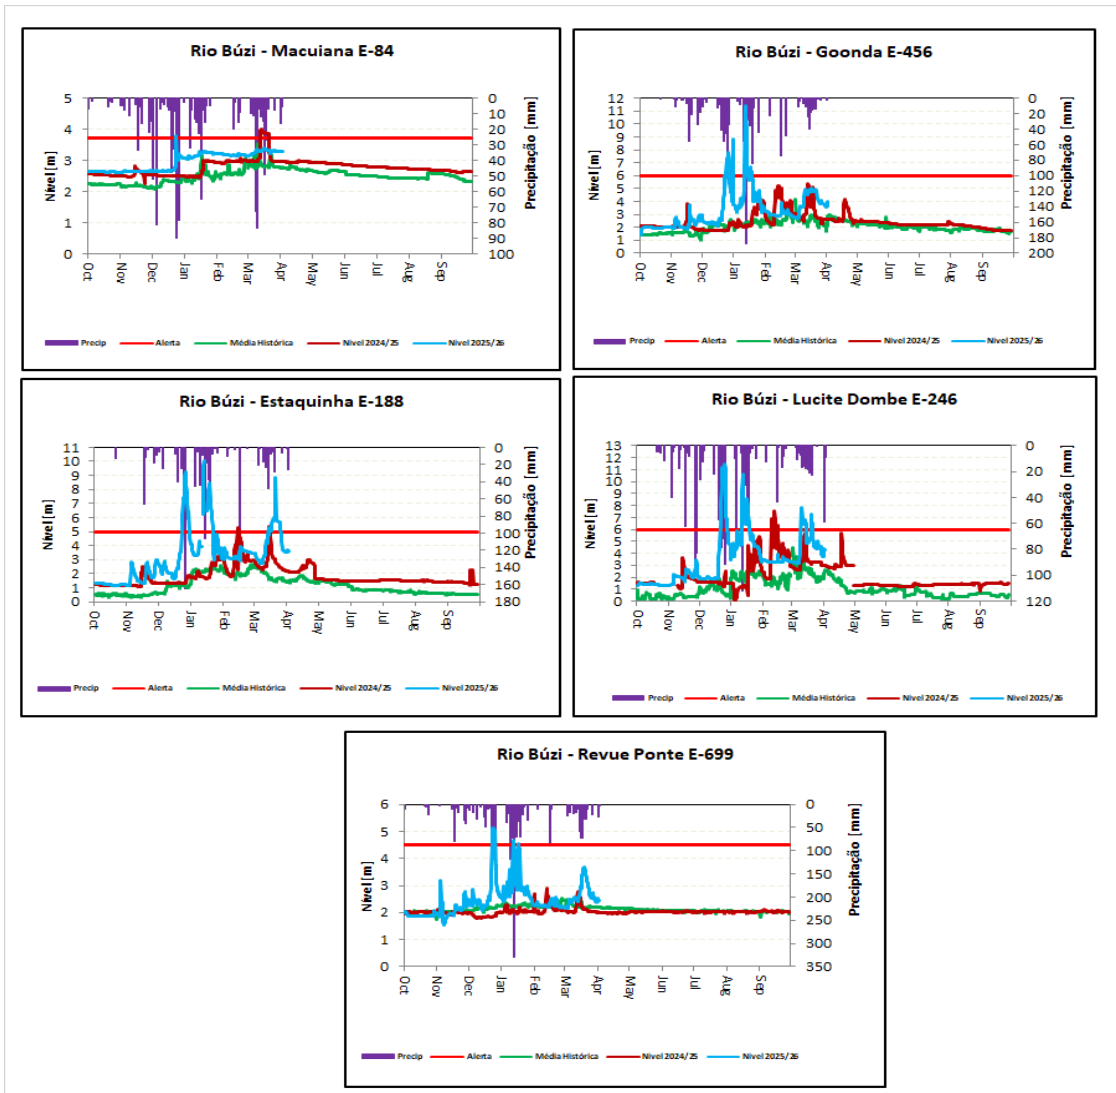 Rio Búzi - Macuiana E-84
Nível [m]
5
4
3
2
1
0
0
10
20
30
40
50
60
70
80
90
100
Precipitação [mm]
Oct
Nov
Dec
Jan
Feb
Mar
Apr
May
Jun
Jul
Aug
Sep
Precip
Alerta
Média Histórica
Nivel 2024/25
Nivel 2025/26
Rio Búzi - Goonda E-456
Nível [m]
12
11
10
9
8
7
6
5
4
3
2
1
0
0
20
40
60
80
100
120
140
160
180
200
Precipitação [mm]
Oct
Nov
Dec
Jan
Feb
Mar
Apr
May
Jun
Jul
Aug
Sep
Precip
Alerta
Média Histórica
Nivel 2024/25
Nivel 2025/26
Rio Búzi - Estaquinha E-188
Nível [m]
11
10
9
8
7
6
5
4
3
2
1
0
0
20
40
60
80
100
120
140
160
180
Precipitação [mm]
Oct
Nov
Dec
Jan
Feb
Mar
Apr
May
Jun
Jul
Aug
Sep
Precip
Alerta
Média Histórica
Nivel 2024/25
Nivel 2025/26
Rio Búzi - Lucite Dombe E-246
Nível [m]
13
12
11
10
9
8
7
6
5
4
3
2
1
0
0
20
40
60
80
100
120
Precipitação [mm]
Oct
Nov
Dec
Jan
Feb
Mar
Apr
May
Jun
Jul
Aug
Sep
Precip
Alerta
Média Histórica
Nivel 2024/25
Nivel 2025/26
Rio Búzi - Revue Ponte E-699
Nível [m]
6
5
4
3
2
1
0
0
50
100
150
200
250
300
350
Precipitação [mm]
Oct
Nov
Dec
Jan
Feb
Mar
Apr
May
Jun
Jul
Aug
Sep
Precip
Alerta
Média Histórica
Nivel 2024/25
Nivel 2025/26